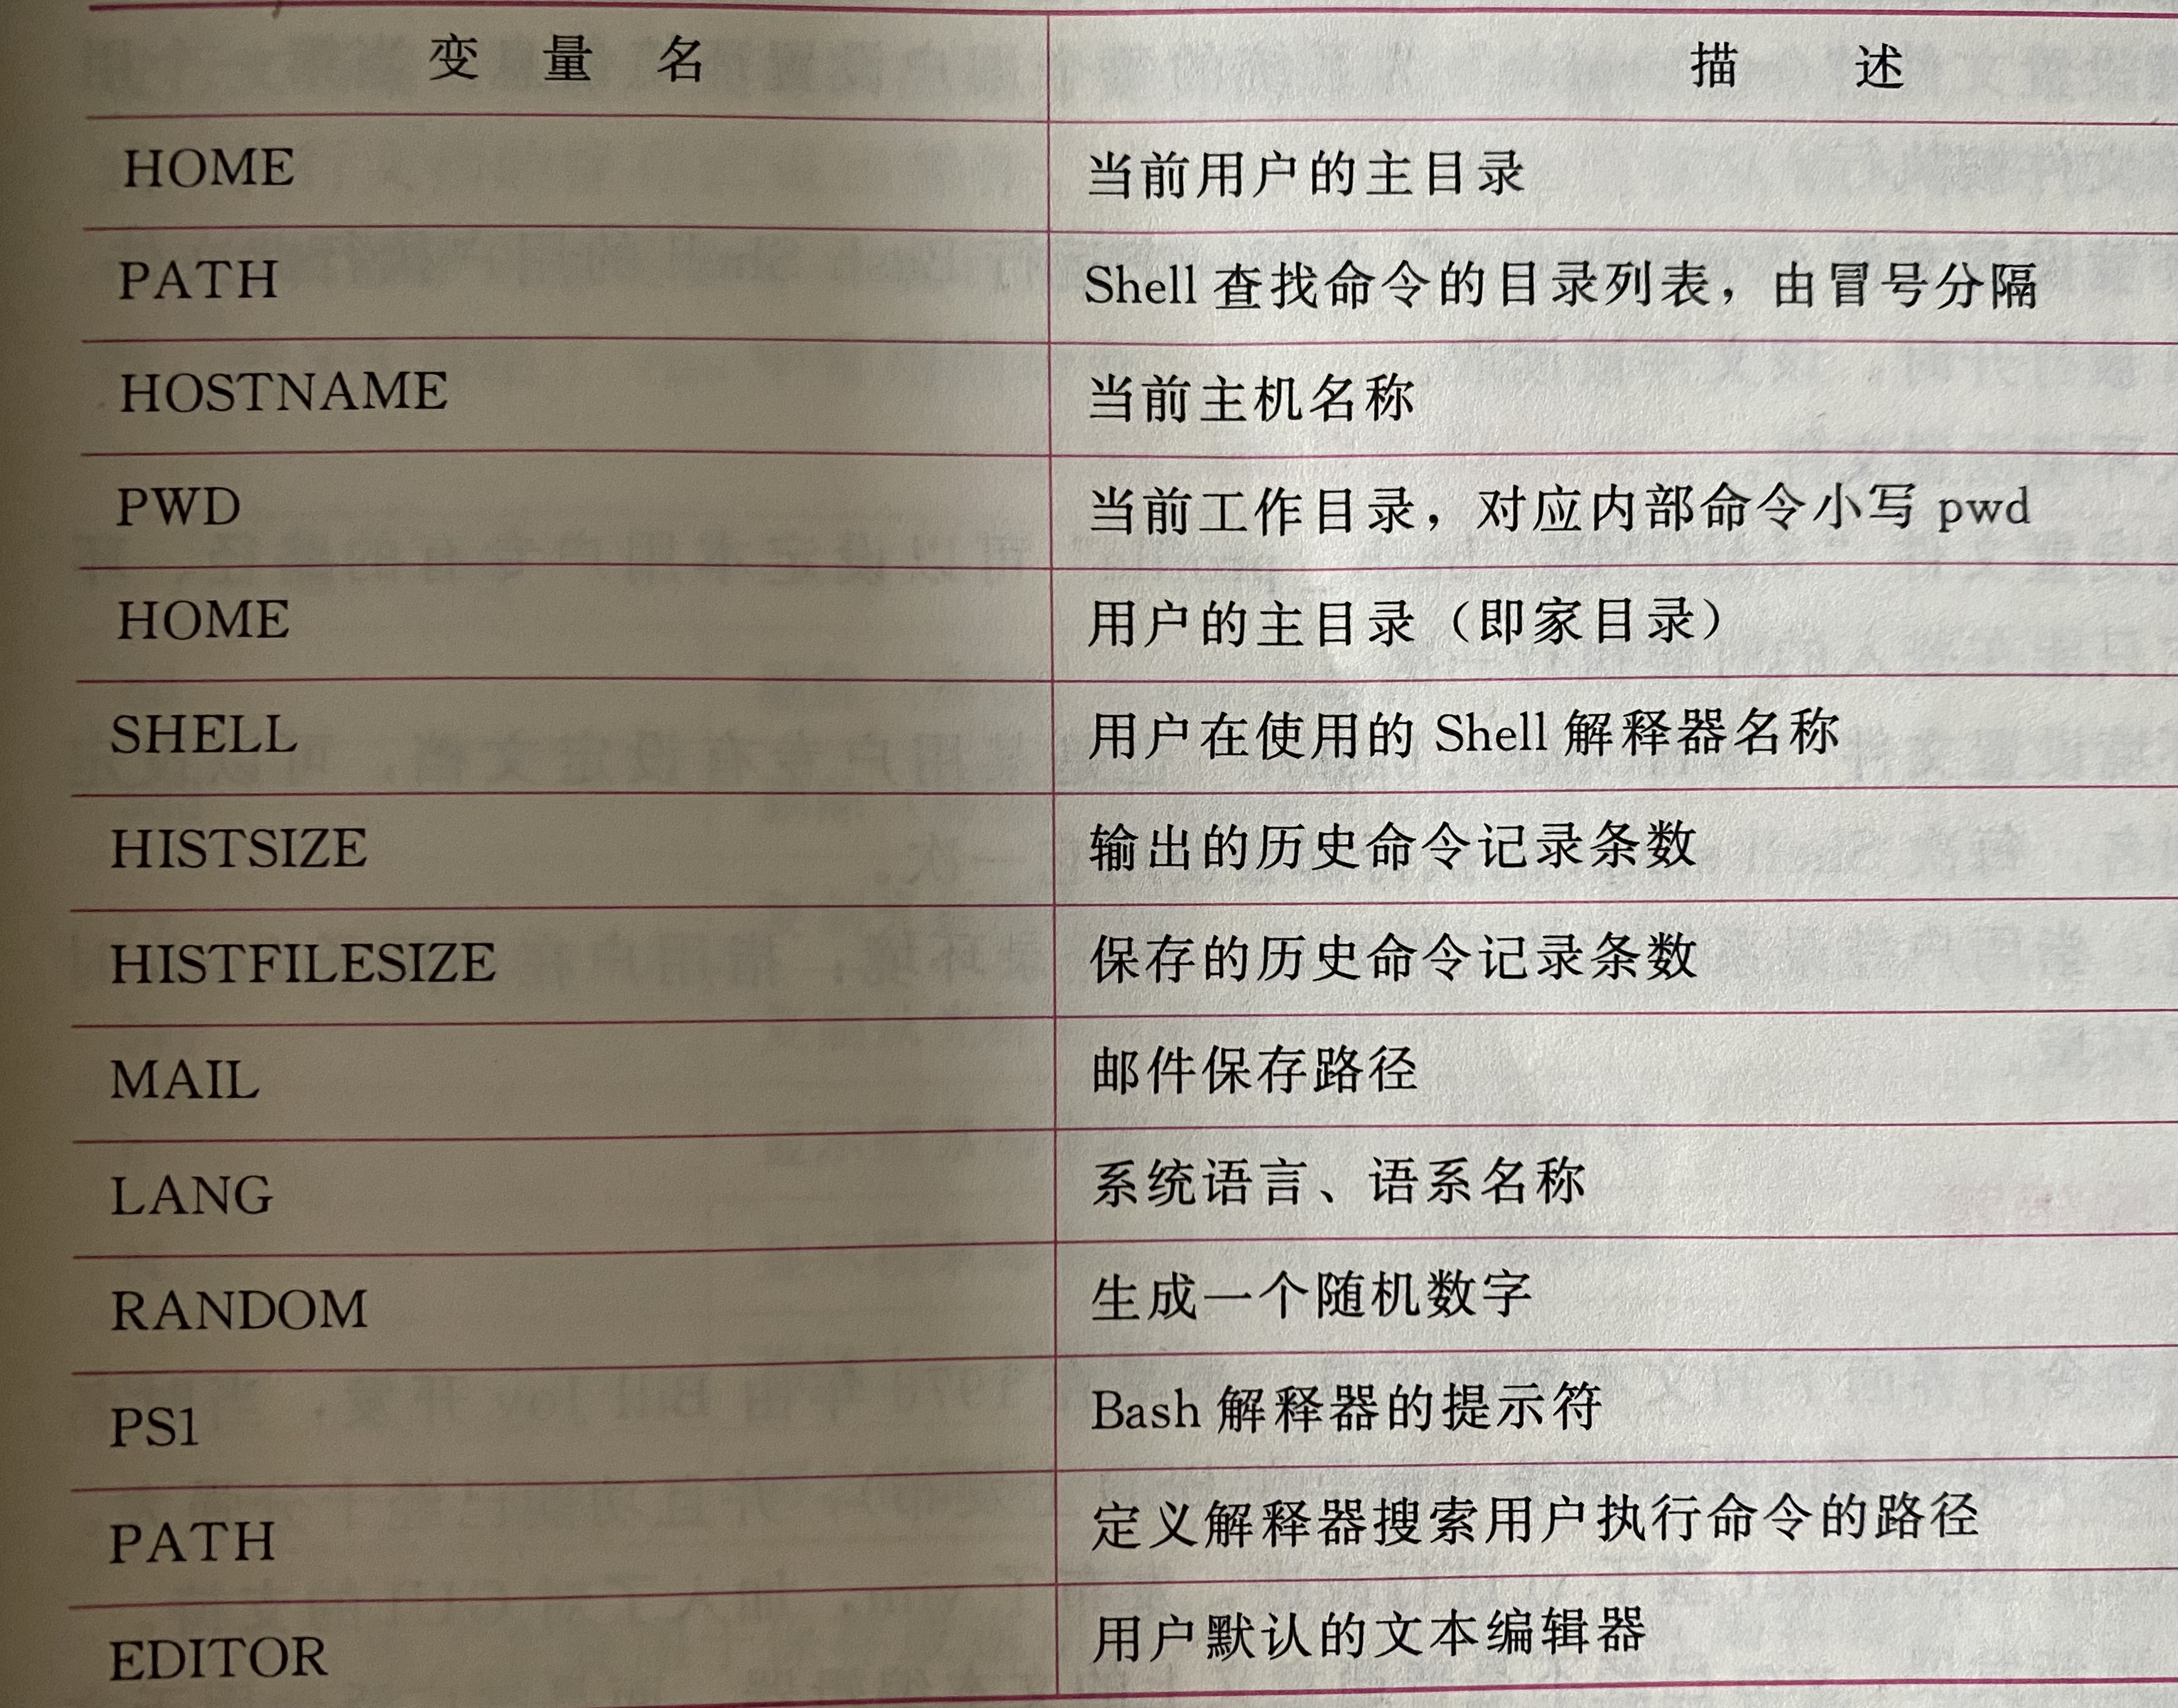 变 量 名 描 述
HOME 当前用户的主目录
PATH Shell 查找命令的目录列表，由冒号分隔
HOSTNAME 当前主机名称
PWD 当前工作目录，对应内部命令小写 pwd
HOME 用户的主目录（即家目录）
SHELL 用户在使用的 Shell 解释器名称
HISTSIZE 输出的历史命令记录条数
HISTFILESIZE 保存的历史命令记录条数
MAIL 邮件保存路径
LANG 系统语言、语系名称
RANDOM 生成一个随机数字
PS1 Bash 解释器的提示符
PATH 定义解释器搜索用户执行命令的路径
EDITOR 用户默认的文本编辑器